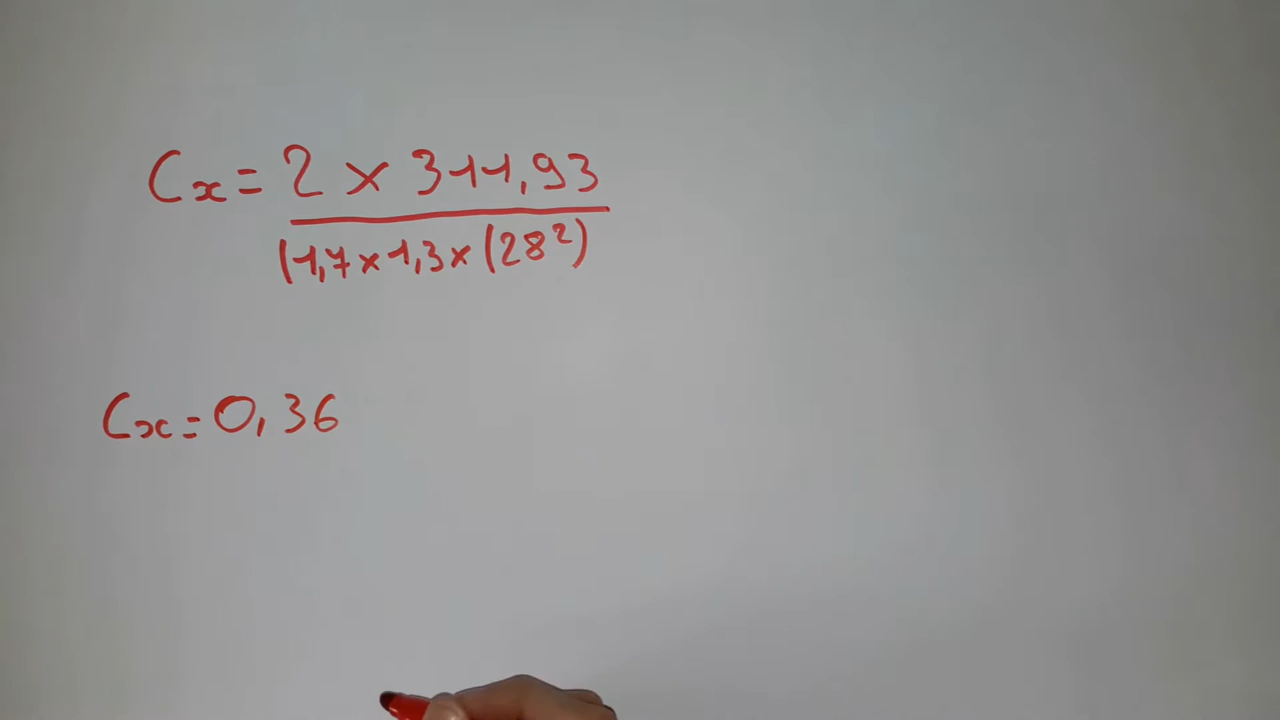 Cx = 2 x 311,93
(1,7 x 1,3 x (28²)
Cx = 0,36